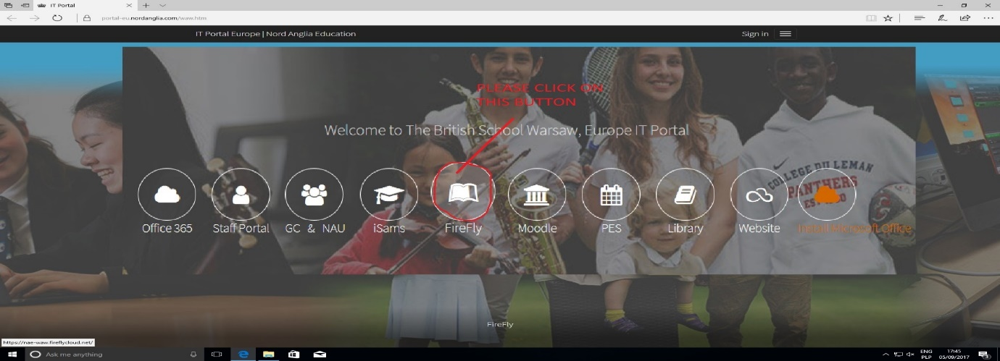 IT Portal
portal-eu.nordanglia.com/waw.htm
IT Portal Europe | Nord Anglia Education
Sign in
PLEASE CLICK ON
THIS BUTTON
Welcome to The British School Warsaw, Europe IT Portal
COLLEGE DU LEMAN
PANTHERS
Office 365
Staff Portal
GC & NAU
iSams
FireFly
Moodle
PES
Library
Website
Install Microsoft Office
FireFly
https://nae-waw.fireflycloud.net/
Ask me anything
ENG
PLP
17:45
05/09/2017